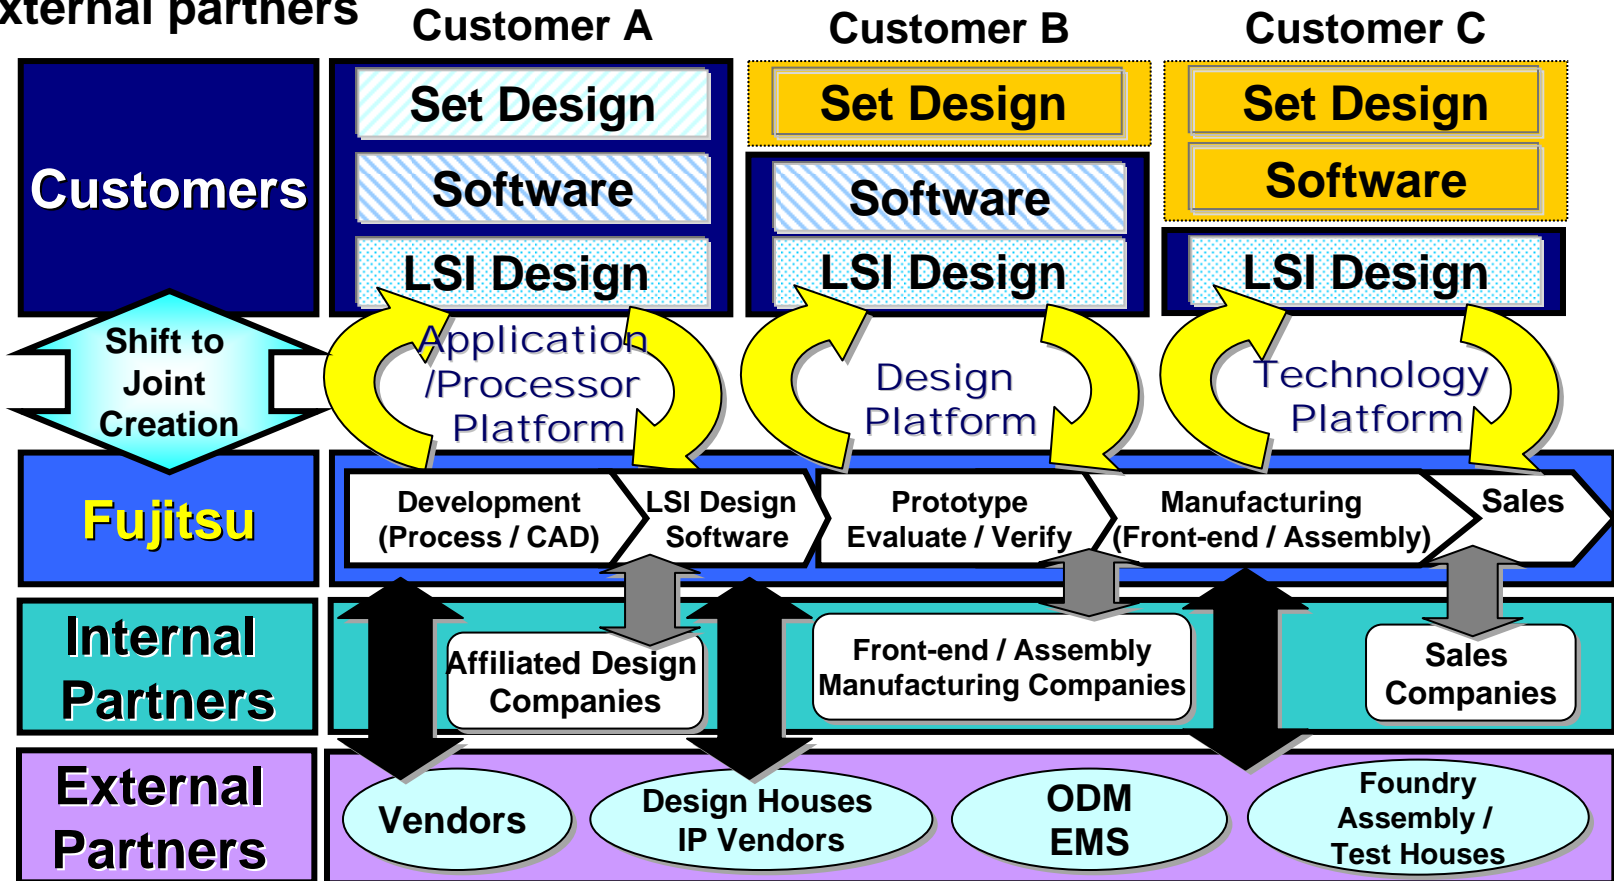 xternal partners
Customer A
Customer B
Customer C
Customers
Set Design
Software
LSI Design
Set Design
Software
LSI Design
Set Design
Software
LSI Design
Shift to
Joint
Creation
Application
/Processor
Platform
Design
Platform
Technology
Platform
Fujitsu
Development
(Process / CAD)
LSI Design
Software
Prototype
Evaluate / Verify
Manufacturing
(Front-end / Assembly)
Sales
Internal
Partners
Affiliated Design
Companies
Front-end / Assembly
Manufacturing Companies
Sales
Companies
External
Partners
Vendors
Design Houses
IP Vendors
ODM
EMS
Foundry
Assembly /
Test Houses